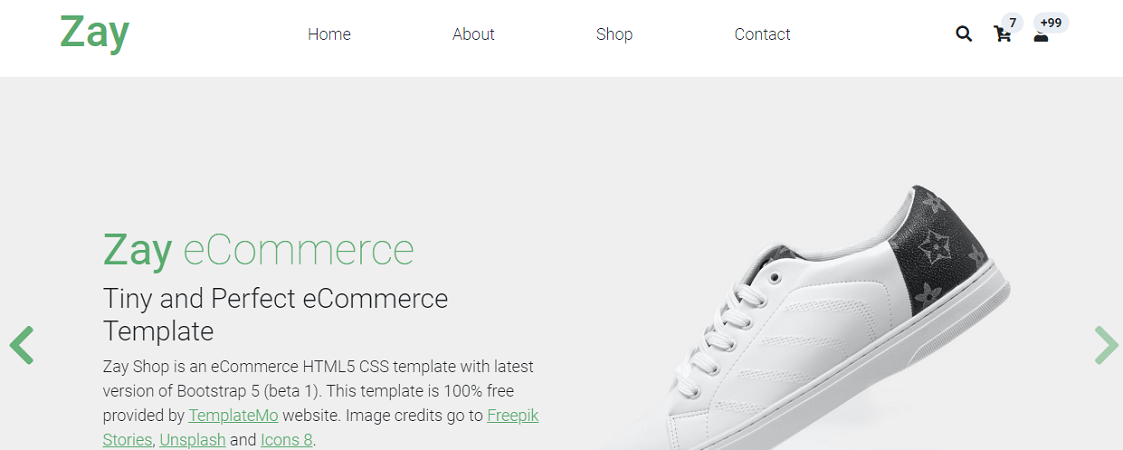 Zay
Home About Shop Contact 7 +99
Zay eCommerce
Tiny and Perfect eCommerce
Template
Zay Shop is an eCommerce HTML5 CSS template with latest
version of Bootstrap 5 (beta 1). This template is 100% free
provided by TemplateMo website. Image credits go to Freepik
Stories, Unsplash and Icons 8.